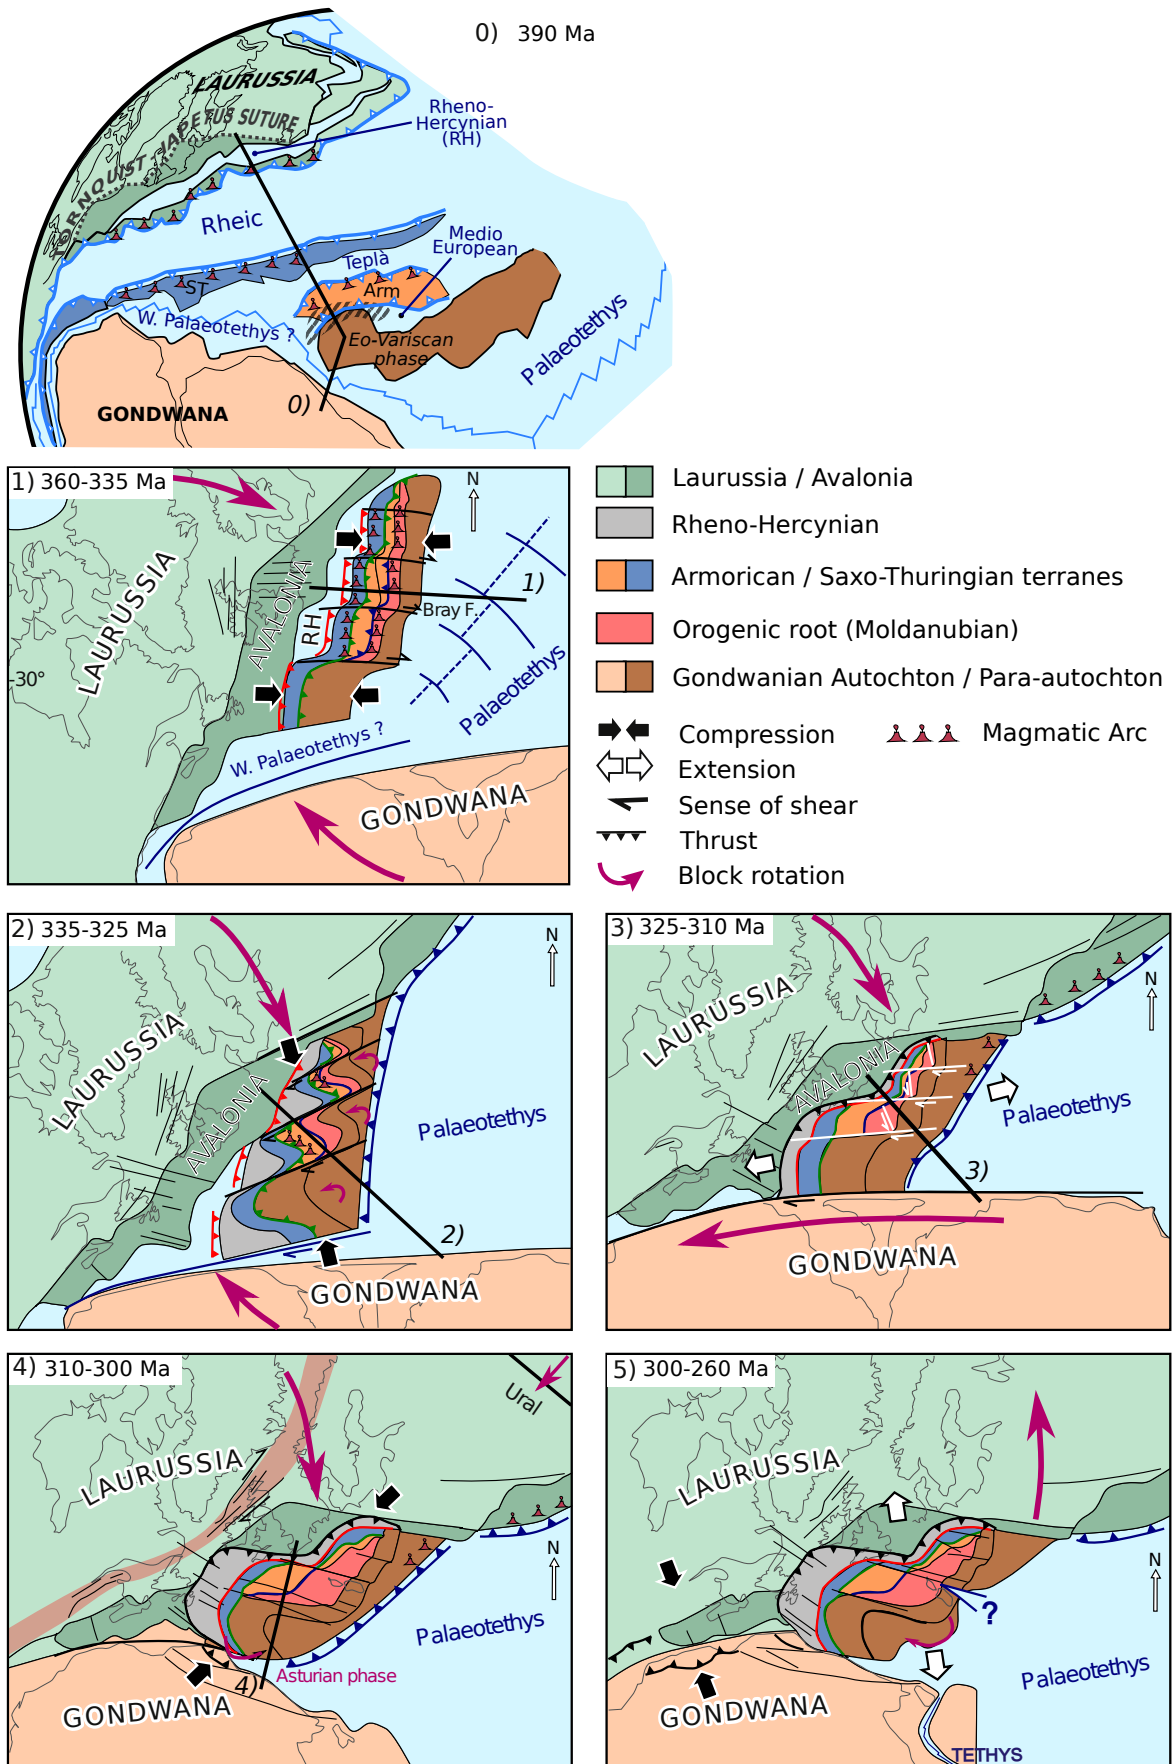 0) 390 Ma
LAURUSSIA
TORNQUIST - IAPETUS SUTURE
Rheno-
Hercynian
(RH)
Rheic
Medio
European
Teplà
ST
Arm
W. Palaeotethys ?
Eo-Variscan
phase
Palaeotethys
GONDWANA
0)
1) 360-335 Ma
N
LAURUSSIA
AVALONIA
RH
1)
Bray F.
-30°
Palaeotethys
W. Palaeotethys ?
GONDWANA
Laurussia / Avalonia
Rheno-Hercynian
Armorican / Saxo-Thuringian terranes
Orogenic root (Moldanubian)
Gondwanian Autochton / Para-autochton
Compression
Magmatic Arc
Extension
Sense of shear
Thrust
Block rotation
2) 335-325 Ma
N
LAURUSSIA
AVALONIA
Palaeotethys
2)
GONDWANA
3) 325-310 Ma
N
LAURUSSIA
AVALONIA
Palaeotethys
3)
GONDWANA
4) 310-300 Ma
Ural
LAURUSSIA
N
Palaeotethys
Asturian phase
4)
GONDWANA
5) 300-260 Ma
LAURUSSIA
N
?
Palaeotethys
GONDWANA
TETHYS